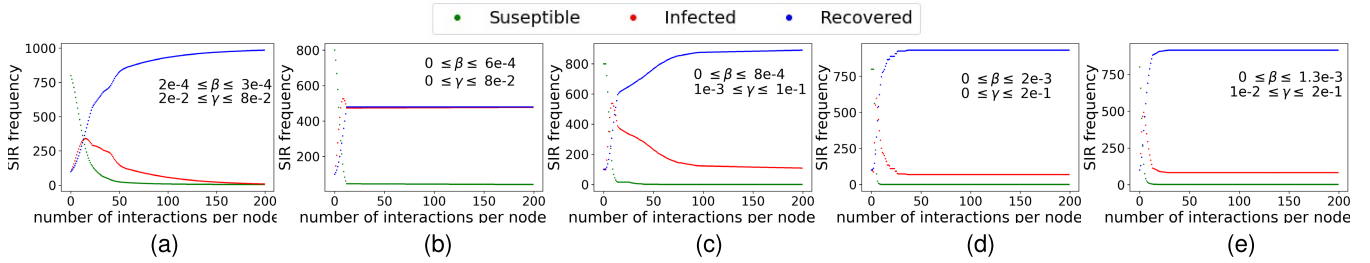 Suseptible Infected Recovered
SIR frequency
1000
750
500
250
0
2e-4 ≤ β ≤ 3e-4
2e-2 ≤ γ ≤ 8e-2
0 50 100 150 200
number of interactions per node
(a)
SIR frequency
800
600
400
200
0 ≤ β ≤ 6e-4
0 ≤ γ ≤ 8e-2
0 50 100 150 200
number of interactions per node
(b)
SIR frequency
800
600
400
200
0
0 ≤ β ≤ 8e-4
1e-3 ≤ γ ≤ 1e-1
0 50 100 150 200
number of interactions per node
(c)
SIR frequency
750
500
250
0
0 ≤ β ≤ 2e-3
0 ≤ γ ≤ 2e-1
0 50 100 150 200
number of interactions per node
(d)
SIR frequency
800
600
400
200
0
0 ≤ β ≤ 1.3e-3
1e-2 ≤ γ ≤ 2e-1
0 50 100 150 200
number of interactions per node
(e)